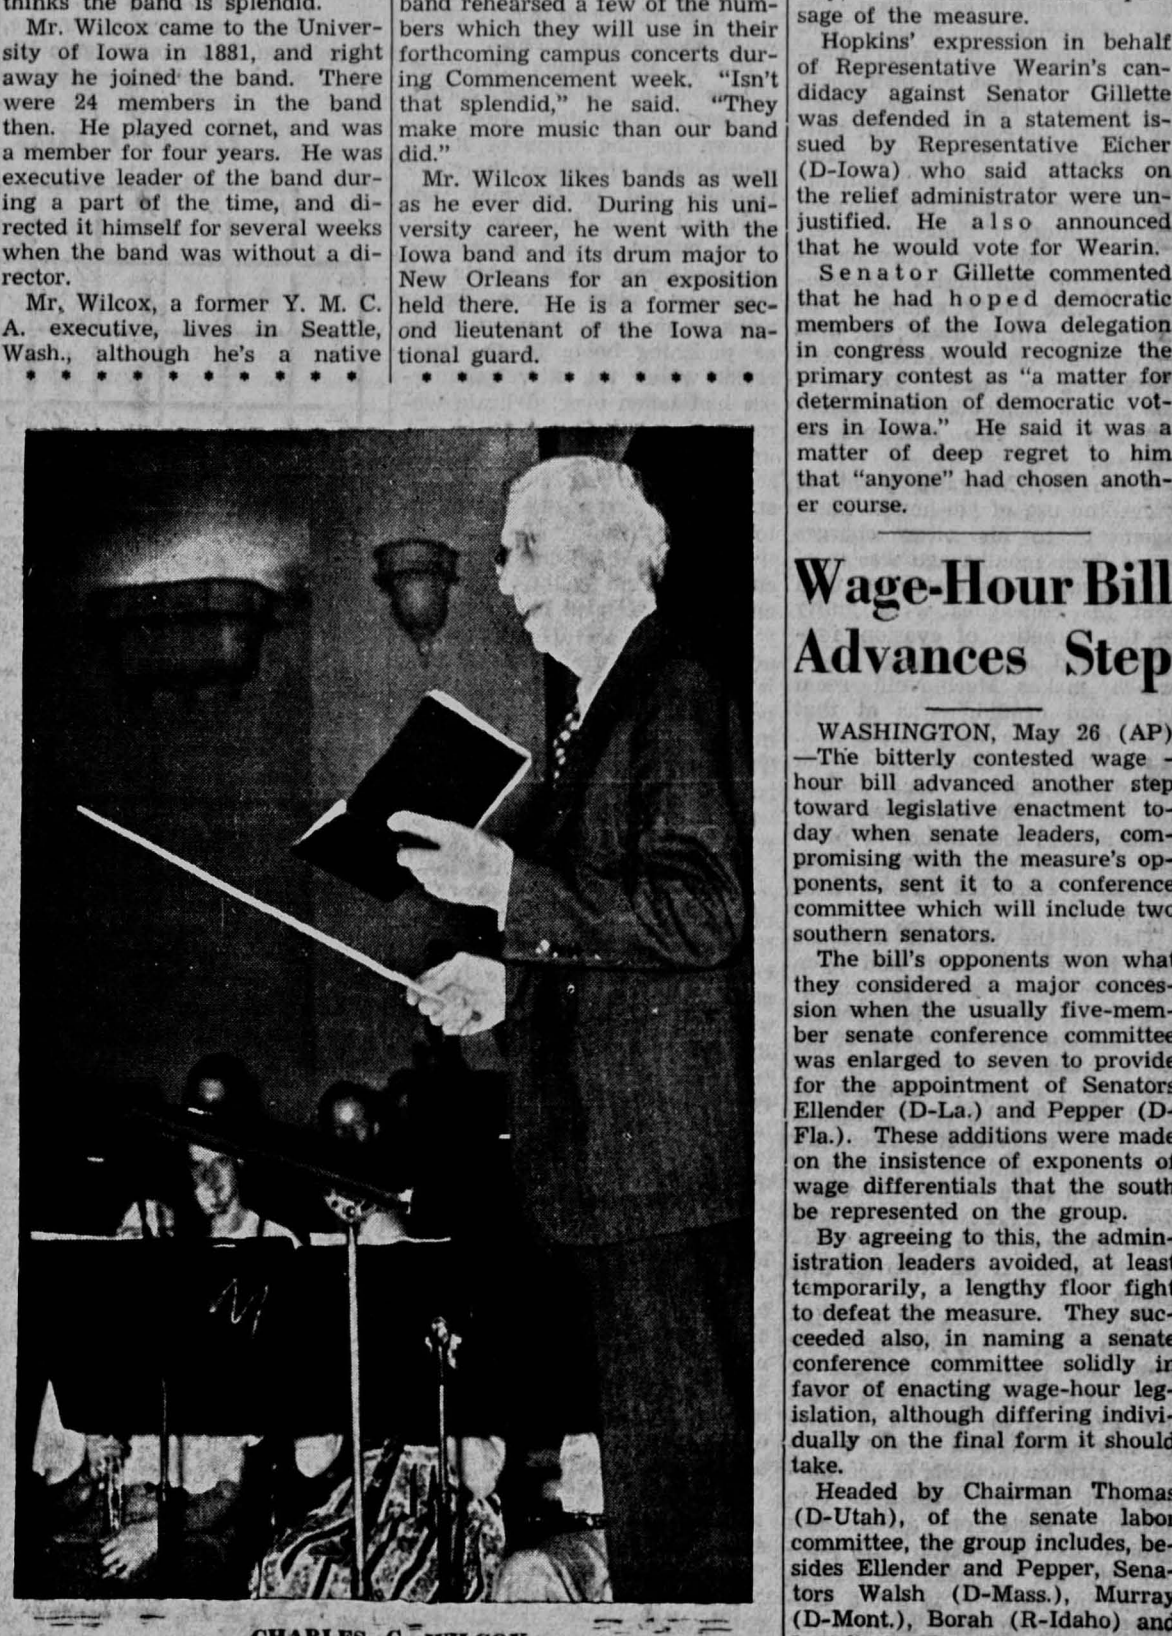 thinks the band is splendid.
Mr. Wilcox came to the Univer-
sity of Iowa in 1881, and right
away he joined the band. There
were 24 members in the band
then. He played cornet, and was
a member for four years. He was
executive leader of the band dur-
ing a part of the time, and di-
rected it himself for several weeks
when the band was without a di-
rector.
Mr. Wilcox, a former Y. M. C.
A. executive, lives in Seattle,
Wash., although he's a native
* * * * * * * * * *
band rehearsed a few of the num-
bers which they will use in their
forthcoming campus concerts dur-
ing Commencement week. "Isn't
that splendid," he said. "They
make more music than our band
did."
Mr. Wilcox likes bands as well
as he ever did. During his uni-
versity career, he went with the
Iowa band and its drum major to
New Orleans for an exposition
held there. He is a former sec-
ond lieutenant of the Iowa na-
tional guard.
* * * * * * * * * *
CHARLES C. WILCOX
sage of the measure.
Hopkins' expression in behalf
of Representative Wearin's can-
didacy against Senator Gillette
was defended in a statement is-
sued by Representative Eicher
(D-Iowa) who said attacks on
the relief administrator were un-
justified. He also announced
that he would vote for Wearin.
Senator Gillette commented
that he had hoped democratic
members of the Iowa delegation
in congress would recognize the
primary contest as "a matter for
determination of democratic vot-
ers in Iowa." He said it was a
matter of deep regret to him
that "anyone" had chosen anoth-
er course.
Wage-Hour Bill
Advances Step
WASHINGTON, May 26 (AP)
—The bitterly contested wage -
hour bill advanced another step
toward legislative enactment to-
day when senate leaders, com-
promising with the measure's op-
ponents, sent it to a conference
committee which will include two
southern senators.
The bill's opponents won what
they considered a major conces-
sion when the usually five-mem-
ber senate conference committee
was enlarged to seven to provide
for the appointment of Senators
Ellender (D-La.) and Pepper (D-
Fla.). These additions were made
on the insistence of exponents of
wage differentials that the south
be represented on the group.
By agreeing to this, the admin-
istration leaders avoided, at least
temporarily, a lengthy floor fight
to defeat the measure. They suc-
ceeded also, in naming a senate
conference committee solidly in
favor of enacting wage-hour leg-
islation, although differing indivi-
dually on the final form it should
take.
Headed by Chairman Thomas
(D-Utah), of the senate labor
committee, the group includes, be-
sides Ellender and Pepper, Sena-
tors Walsh (D-Mass.), Murray
(D-Mont.), Borah (R-Idaho) and